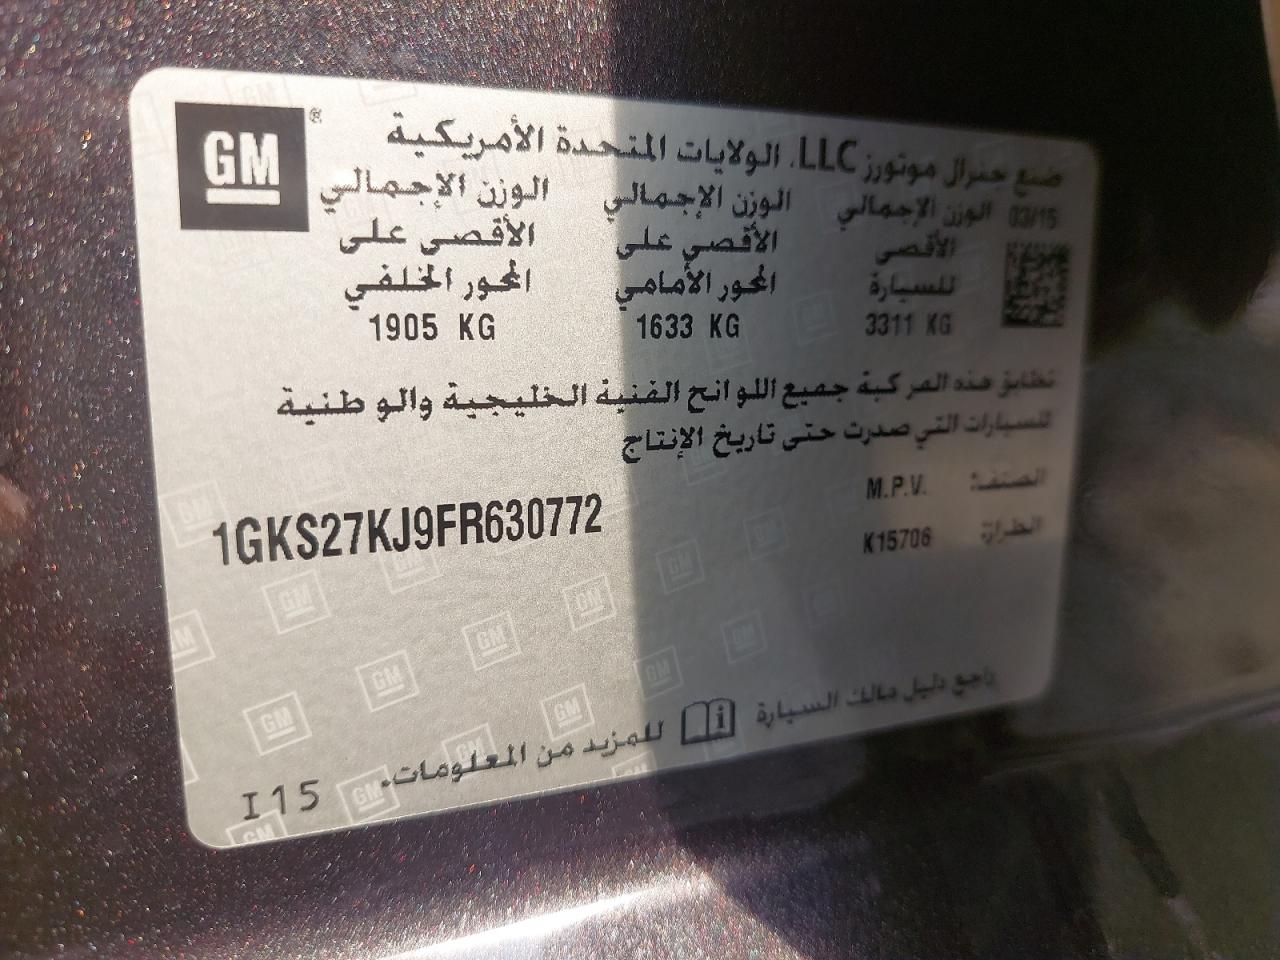 GM®
صنع جنرال موتورز LLC. الولايات المتحدة الأمريكية
03/15
الوزن الإجمالي الأقصى للسيارة
3311 KG
الوزن الإجمالي الأقصى على المحور الأمامي
1633 KG
الوزن الإجمالي الأقصى على المحور الخلفي
1905 KG
تطابق هذه المركبة جميع اللوائح الفنية الخليجية والوطنية
للسيارات التي صدرت حتى تاريخ الإنتاج
الصنف: M.P.V.
الطراز: K15706
1GKS27KJ9FR630772
راجع دليل مالك السيارة للمزيد من المعلومات.
I15